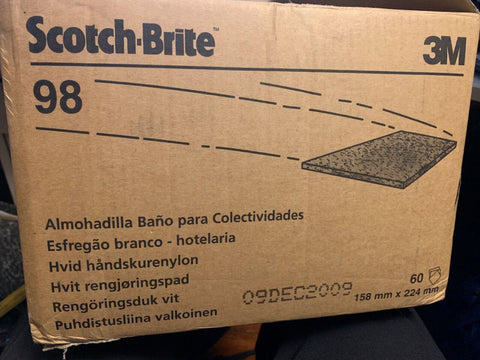 Scotch-Brite™ 3M
98
Almohadilla Baño para Colectividades
Esfregão branco - hotelaria
Hvid håndskurenylon
Hvit rengjøringspad
Rengöringsduk vit
Puhdistusliina valkoinen
09DEC2009
60
158 mm x 224 mm